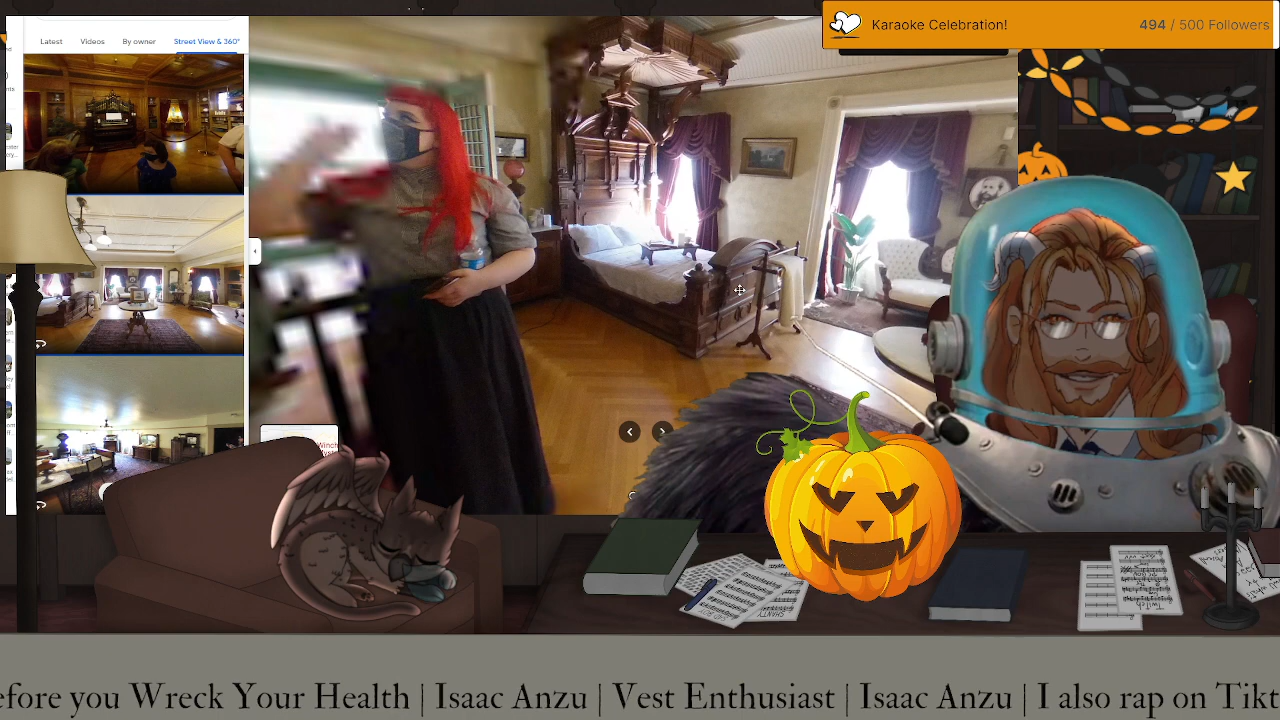 Karaoke Celebration! 494 / 500 Followers
Latest Videos By owner Street View & 360°
efore you Wreck Your Health | Isaac Anzu | Vest Enthusiast | Isaac Anzu | I also rap on Tikt